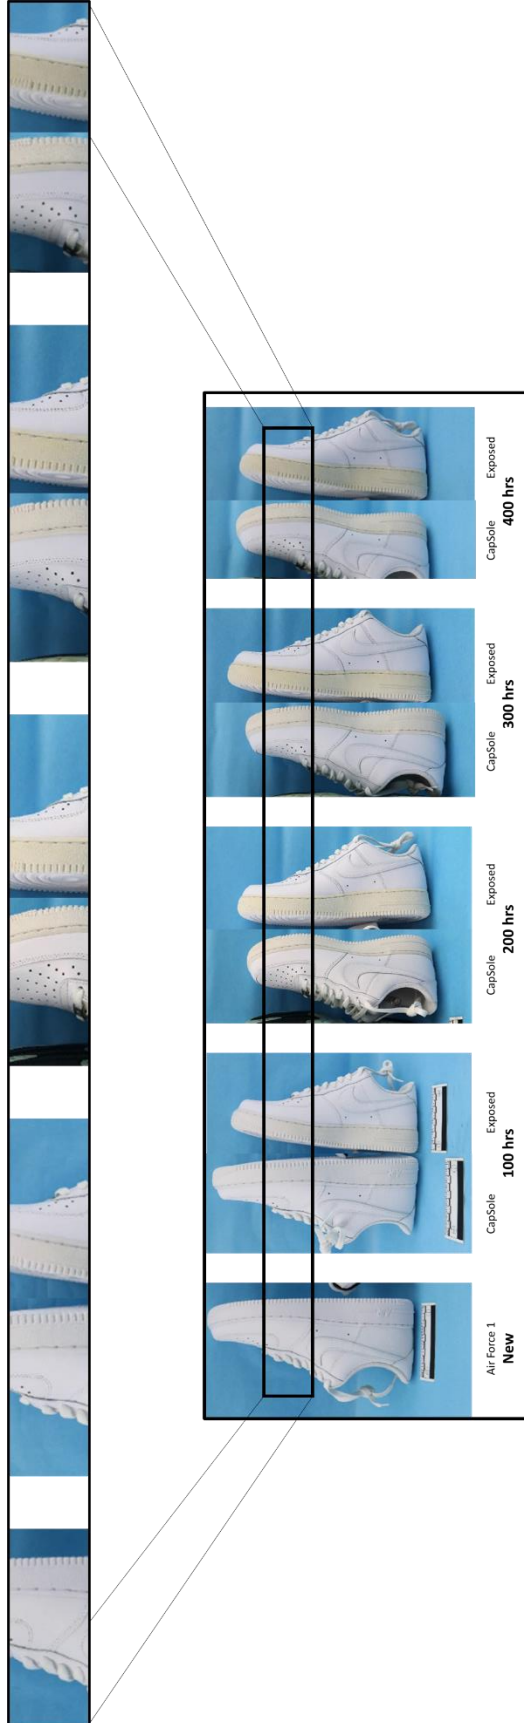 Air Force 1
New
CapSole Exposed
100 hrs
CapSole Exposed
200 hrs
CapSole Exposed
300 hrs
CapSole Exposed
400 hrs